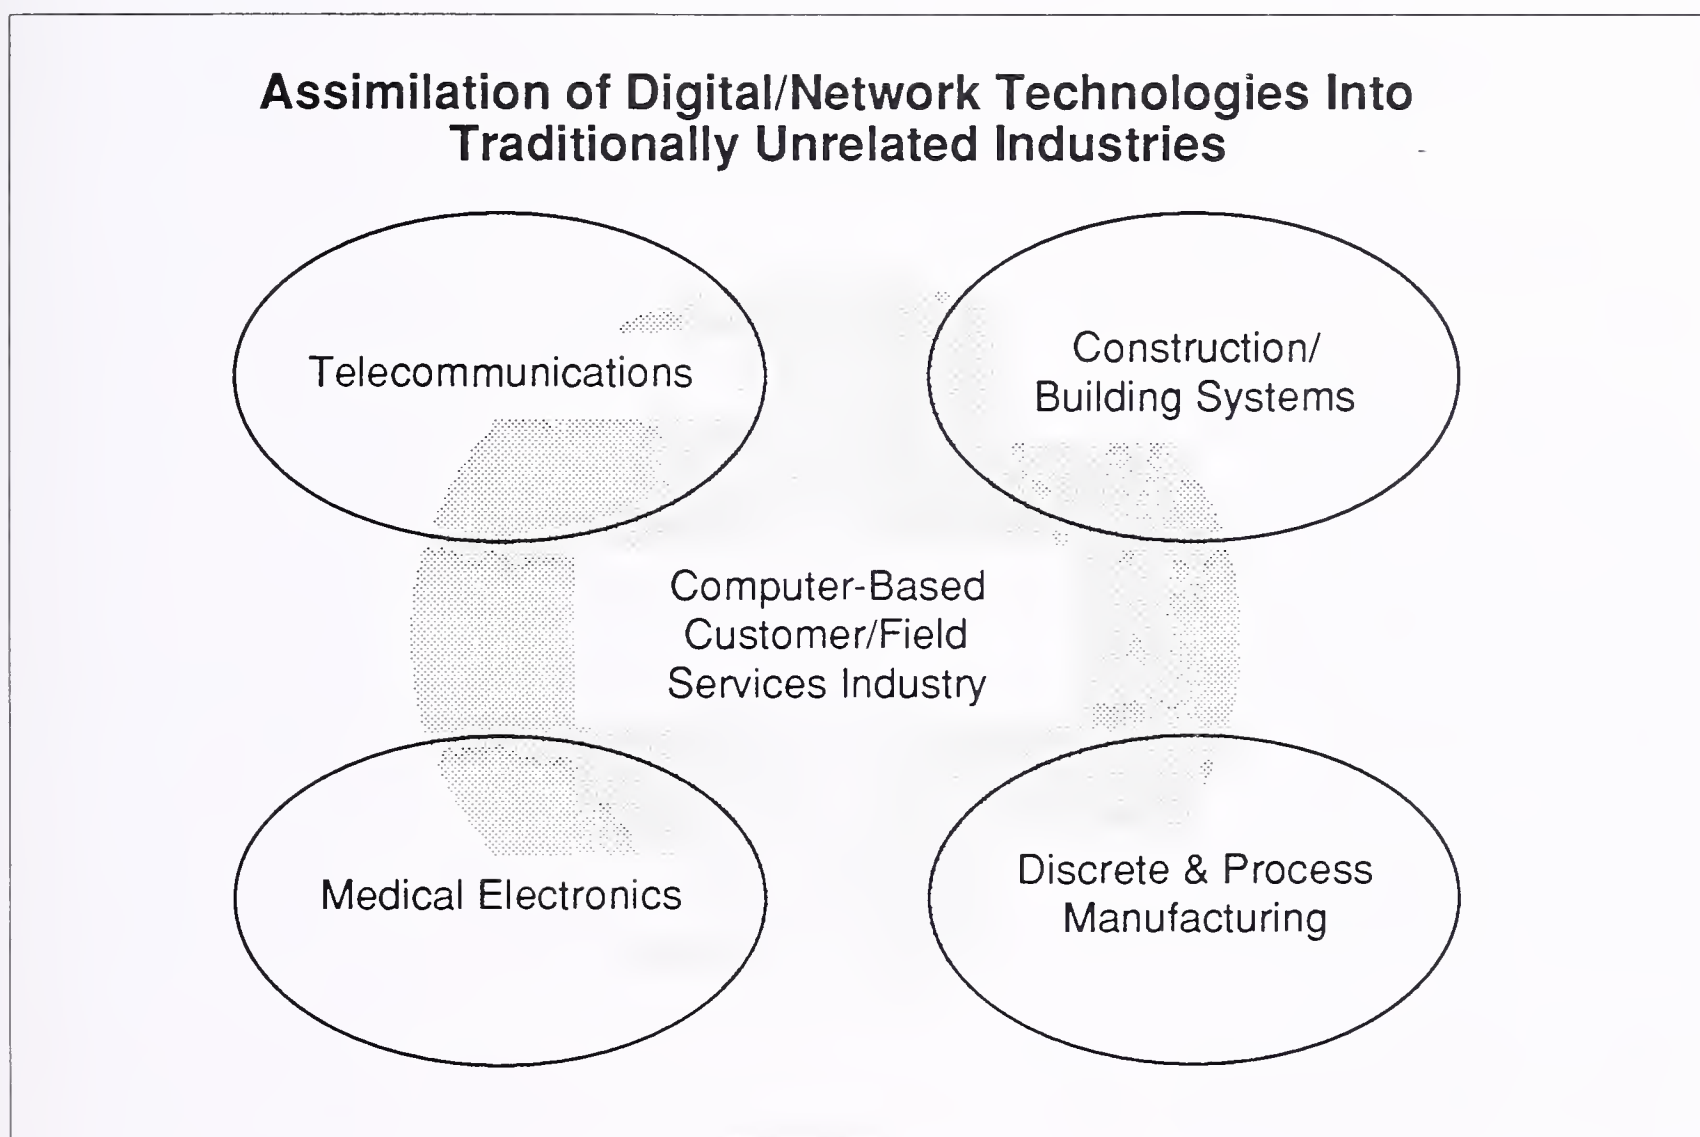 Assimilation of Digital/Network Technologies Into
Traditionally Unrelated Industries
Telecommunications
Construction/
Building Systems
Computer-Based
Customer/Field
Services Industry
Medical Electronics
Discrete & Process
Manufacturing